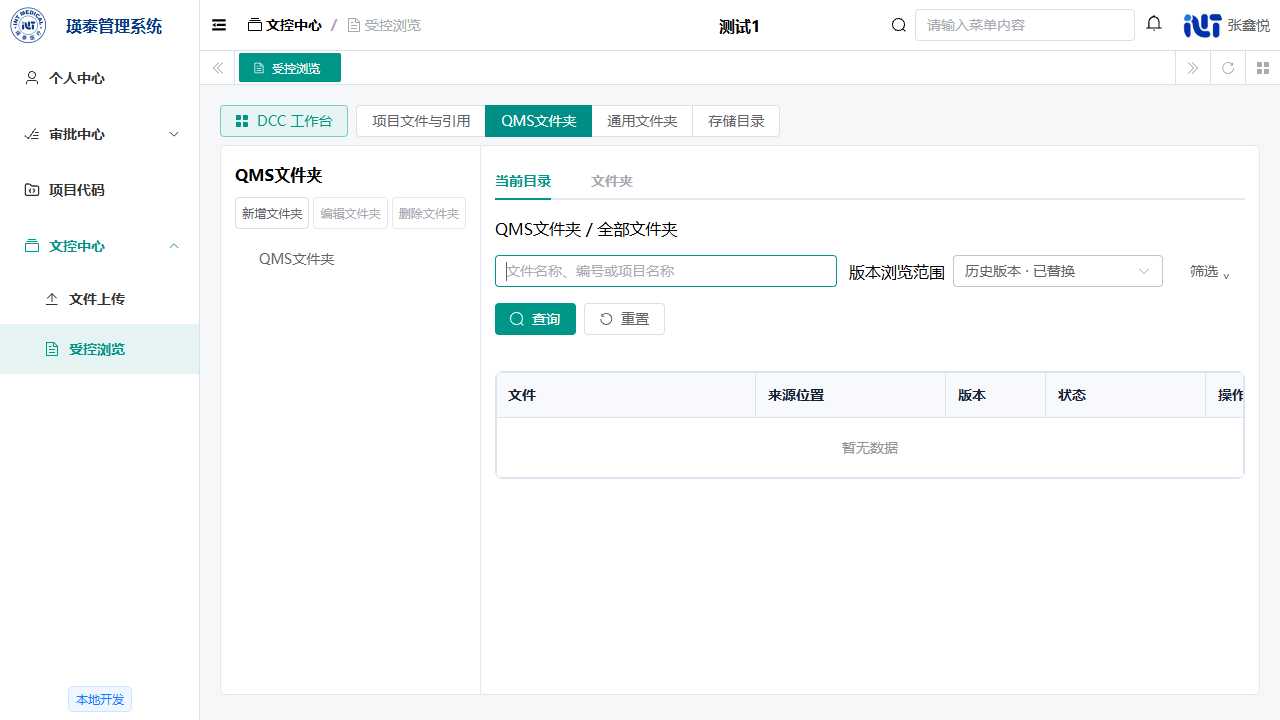 瑛泰管理系统
文控中心 / 受控浏览
测试1
请输入菜单内容
张鑫悦
受控浏览
个人中心
审批中心
项目代码
文控中心
文件上传
受控浏览
本地开发
DCC 工作台
项目文件与引用
QMS文件夹
通用文件夹
存储目录
QMS文件夹
新增文件夹
编辑文件夹
删除文件夹
QMS文件夹
当前目录
文件夹
QMS文件夹 / 全部文件夹
文件名称、编号或项目名称
版本浏览范围
历史版本 · 已替换
筛选
查询
重置
文件
来源位置
版本
状态
操作
暂无数据